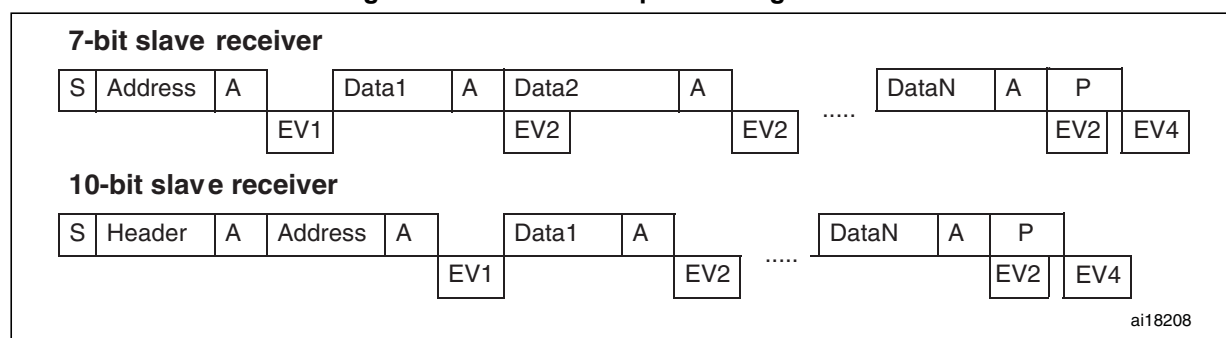 7-bit slave receiver
S Address A Data1 A Data2 A ..... DataN A P
EV1 EV2 EV2 EV2 EV4
10-bit slave receiver
S Header A Address A Data1 A ..... DataN A P
EV1 EV2 EV2 EV4
ai18208